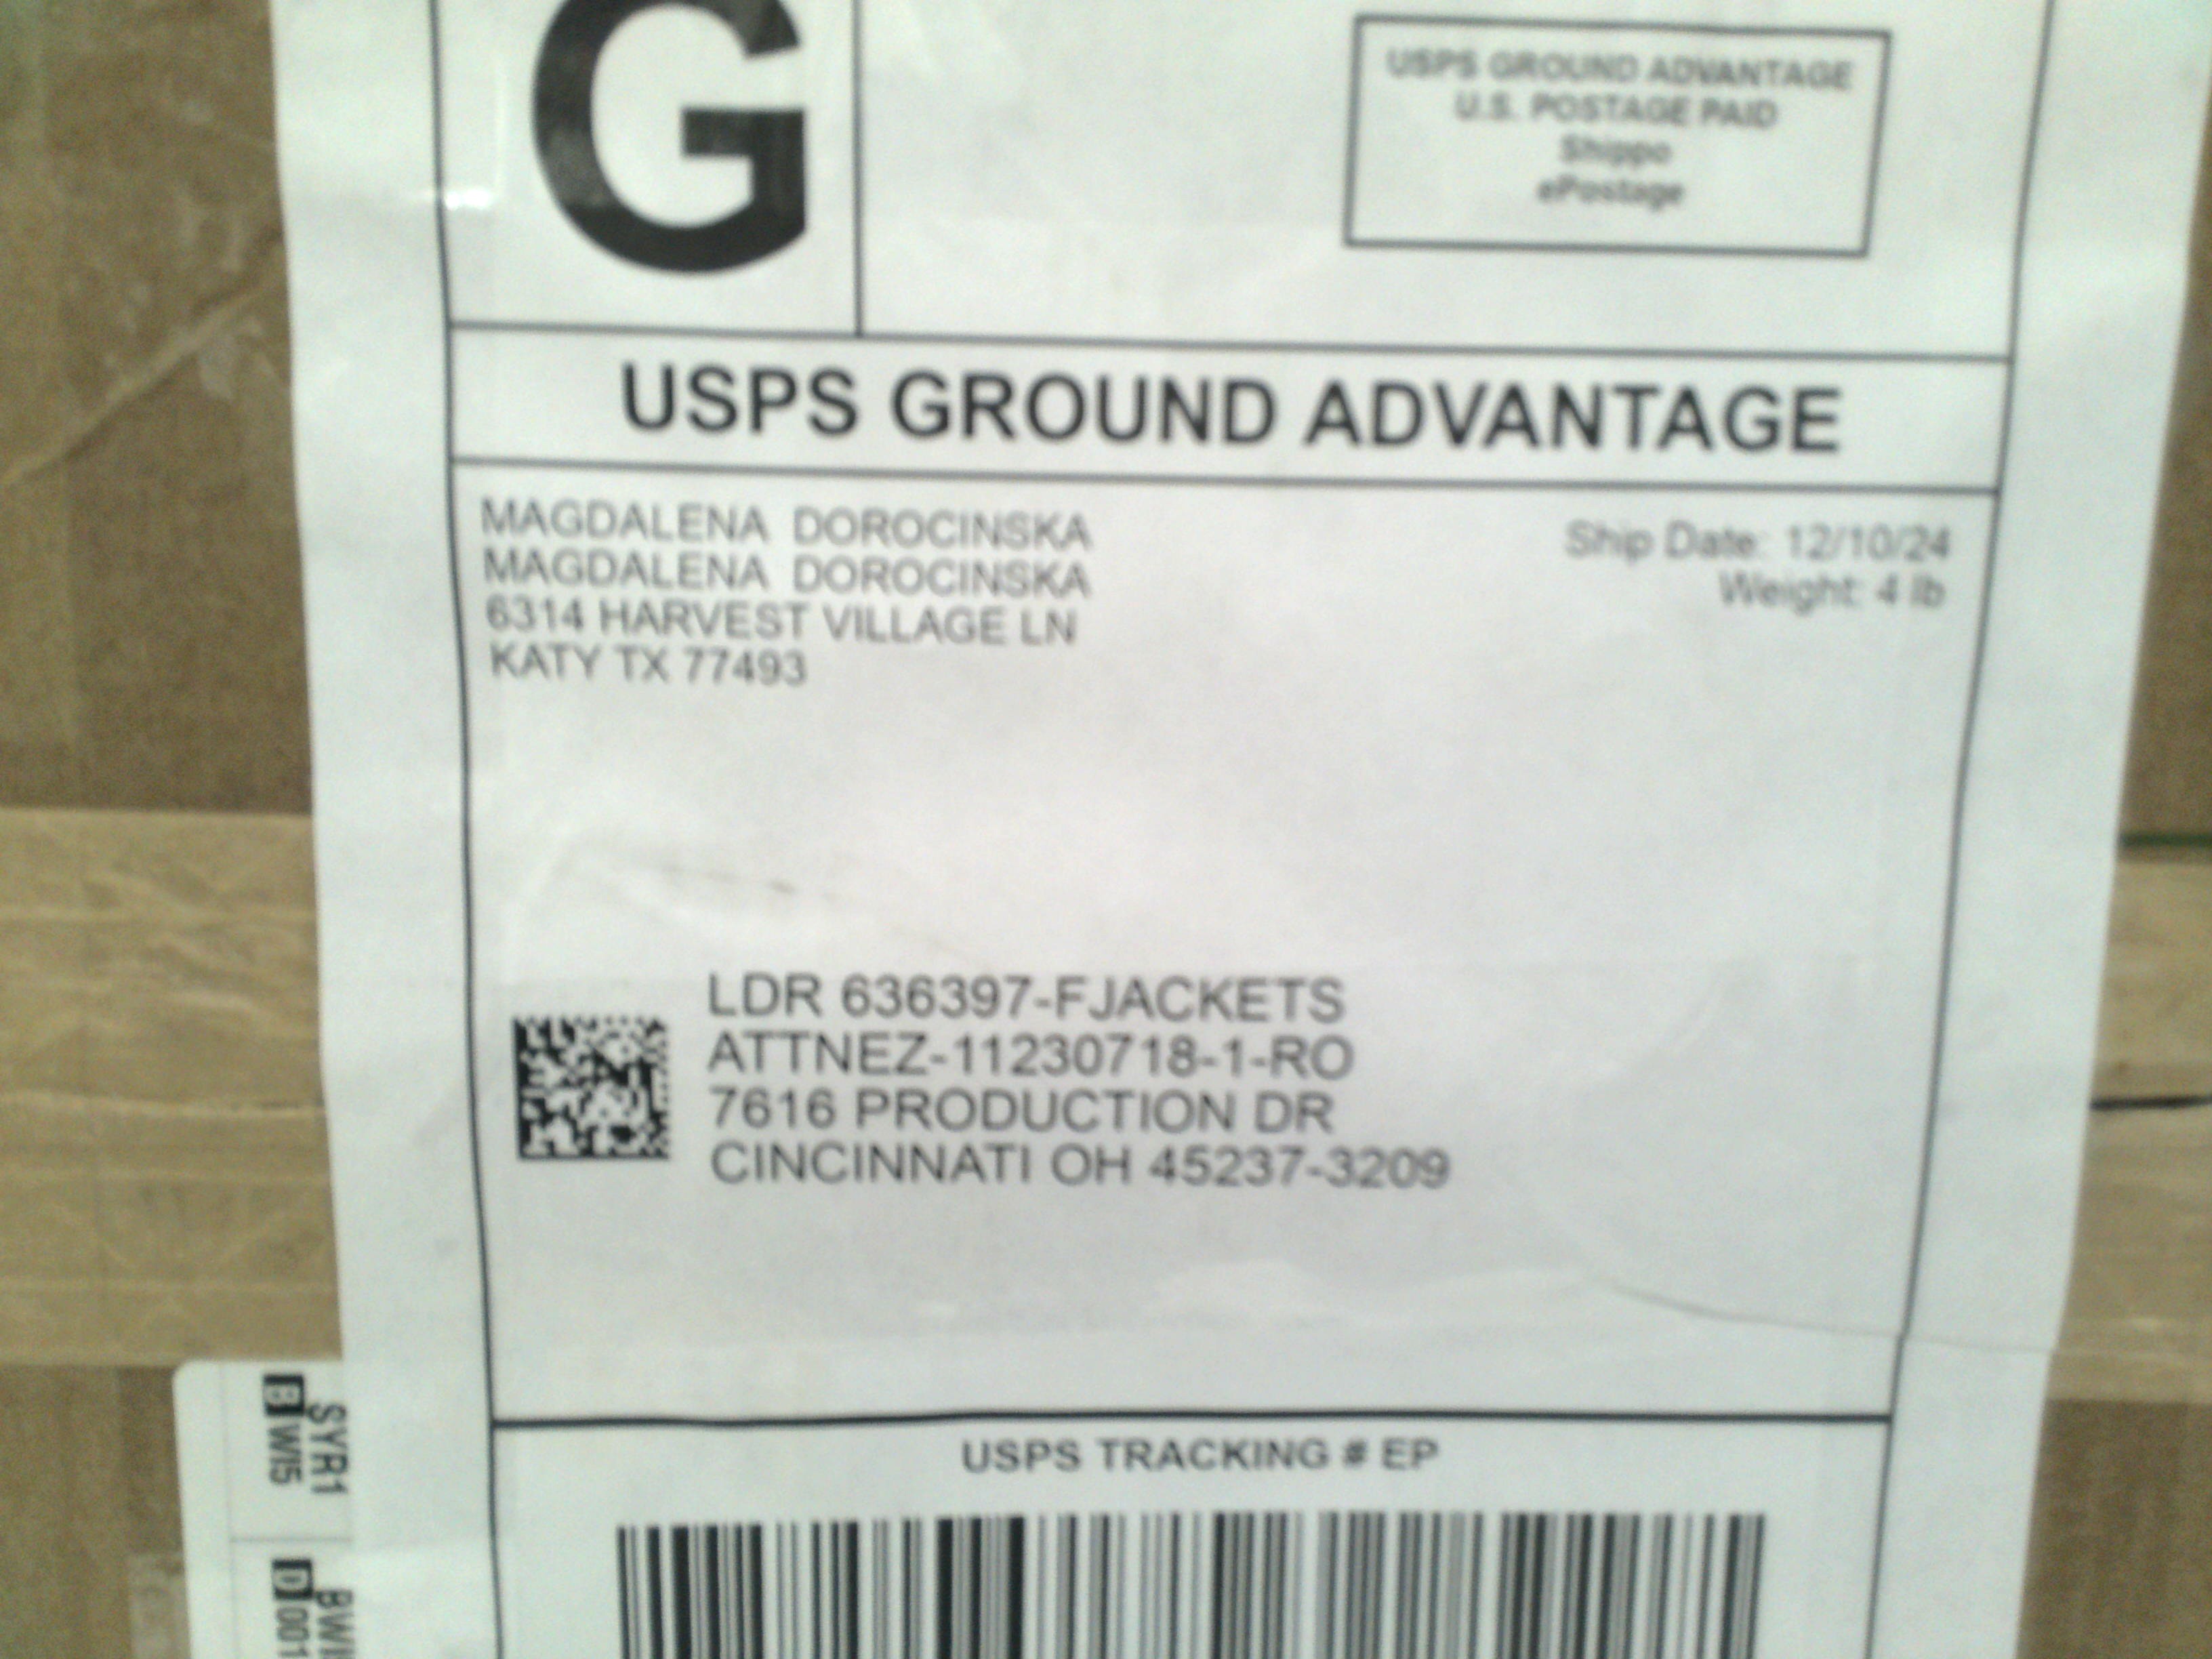 G
USPS GROUND ADVANTAGE
U.S. POSTAGE PAID
Shippo
ePostage
USPS GROUND ADVANTAGE
MAGDALENA DOROCINSKA
MAGDALENA DOROCINSKA
6314 HARVEST VILLAGE LN
KATY TX 77493
Ship Date: 12/10/24
Weight: 4 lb
LDR 636397-FJACKETS
ATTNEZ-11230718-1-RO
7616 PRODUCTION DR
CINCINNATI OH 45237-3209
USPS TRACKING # EP
SYR1
B WI5
D 001